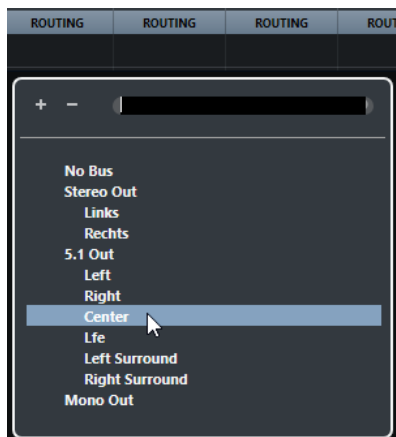 ROUTING ROUTING ROUTING ROUT
+ −
No Bus
Stereo Out
Links
Rechts
5.1 Out
Left
Right
Center
Lfe
Left Surround
Right Surround
Mono Out